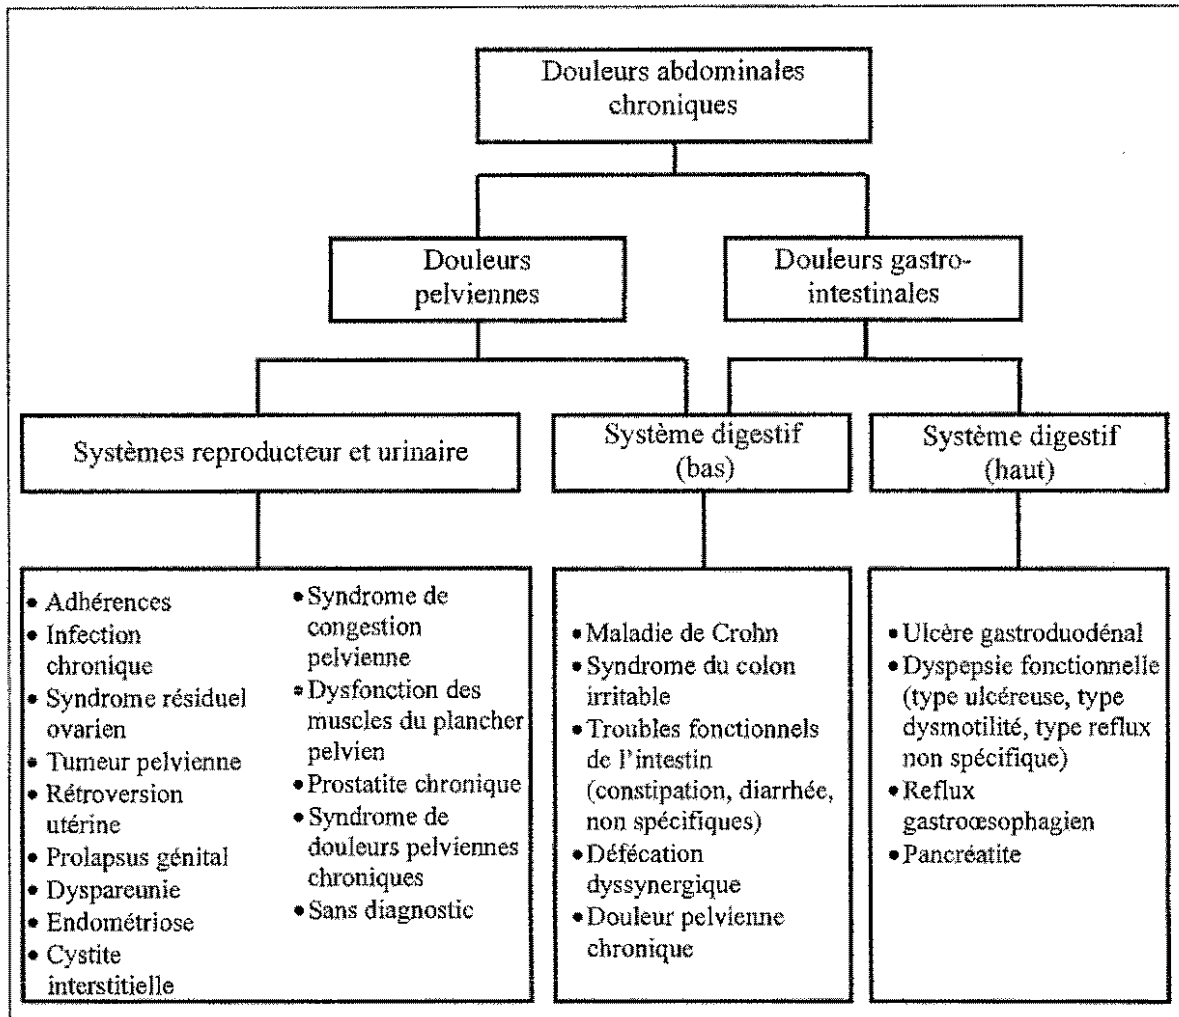 Douleurs abdominales
chroniques
Douleurs
pelviennes
Douleurs gastro-
intestinales
Systèmes reproducteur et urinaire
Système digestif
(bas)
Système digestif
(haut)
• Adhérences
• Infection
chronique
• Syndrome résiduel
ovarien
• Tumeur pelvienne
• Rétroversion
utérine
• Prolapsus génital
• Dyspareunie
• Endométriose
• Cystite
interstitielle
• Syndrome de
congestion
pelvienne
• Dysfonction des
muscles du plancher
pelvien
• Prostatite chronique
• Syndrome de
douleurs pelviennes
chroniques
• Sans diagnostic
• Maladie de Crohn
• Syndrome du colon
irritable
• Troubles fonctionnels
de l'intestin
(constipation, diarrhée,
non spécifiques)
• Défécation
dyssynergique
• Douleur pelvienne
chronique
• Ulcère gastroduodénal
• Dyspepsie fonctionnelle
(type ulcéreuse, type
dysmotilité, type reflux
non spécifique)
• Reflux
gastroœsophagien
• Pancréatite